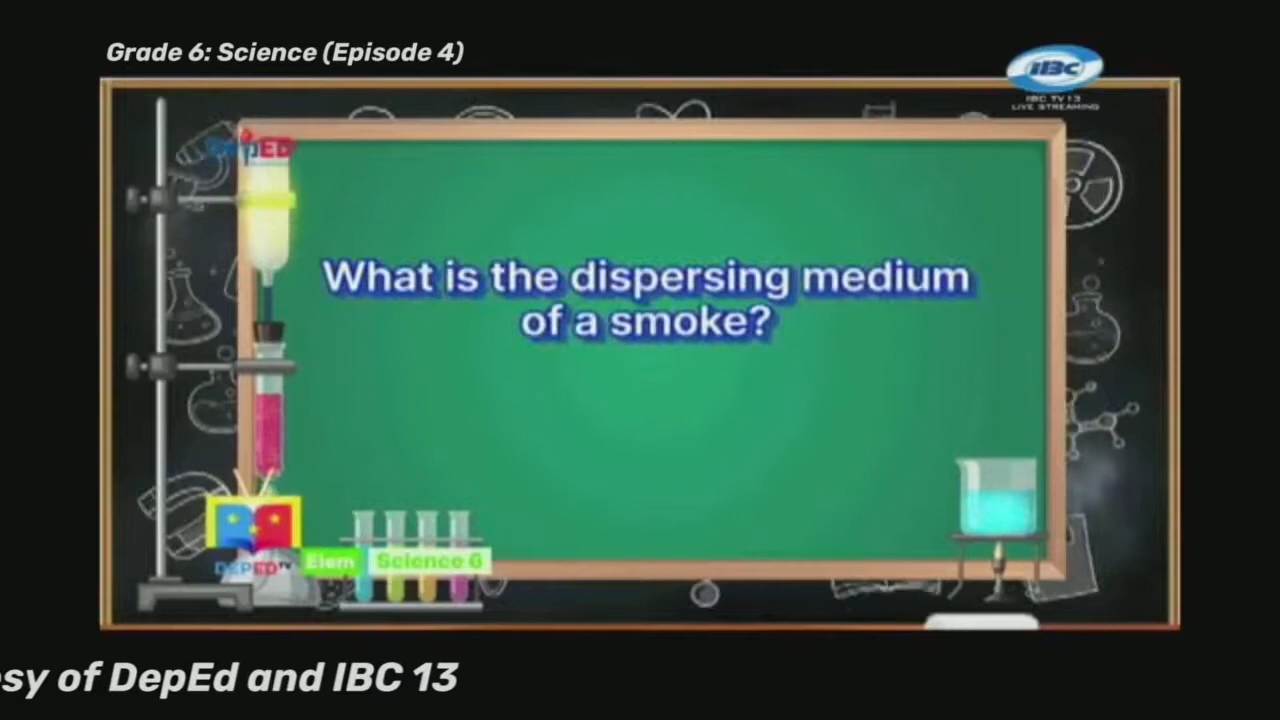 Grade 6: Science (Episode 4)
iBC
IBC TV 13
LIVE STREAMING
DepED
What is the dispersing medium
of a smoke?
DEPED TV
Elem Science 6
esy of DepEd and IBC 13